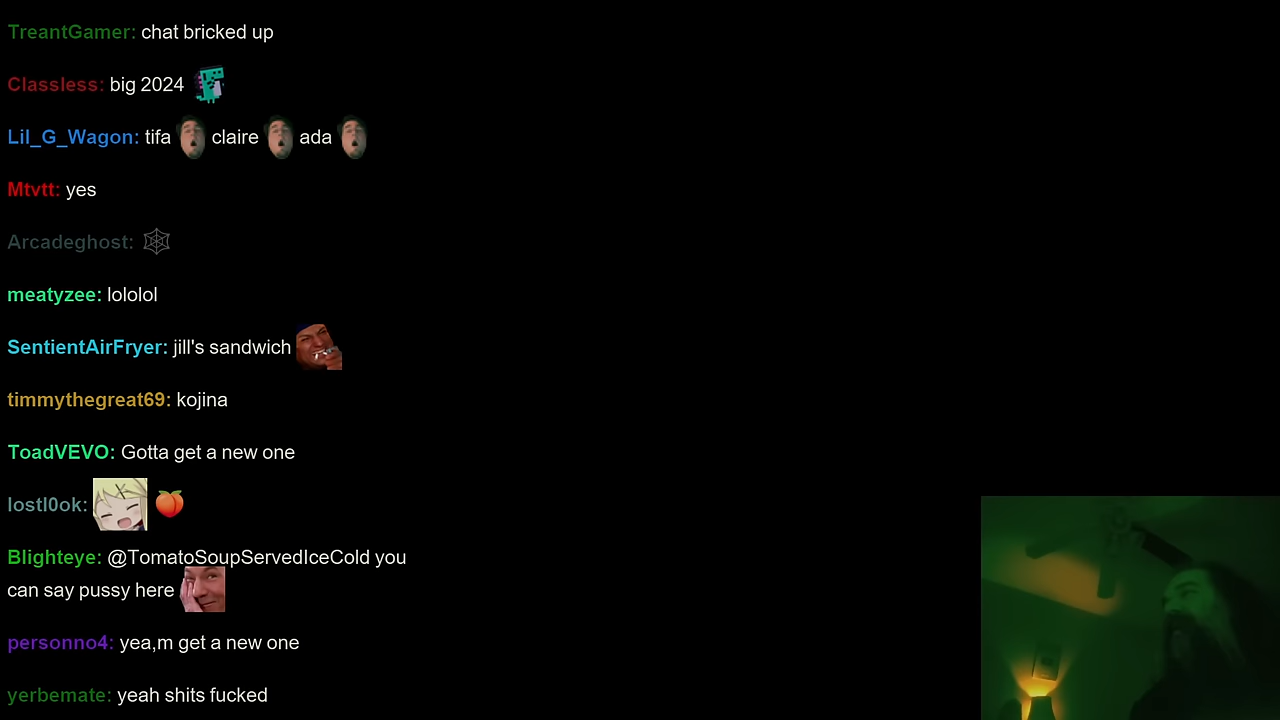 TreantGamer: chat bricked up
Classless: big 2024
Lil_G_Wagon: tifa claire ada
Mtvtt: yes
Arcadeghost:
meatyzee: lololol
SentientAirFryer: jill's sandwich
timmythegreat69: kojina
ToadVEVO: Gotta get a new one
lostl0ok:
Blighteye: @TomatoSoupServedIceCold you
can say pussy here
personno4: yea,m get a new one
yerbemate: yeah shits fucked